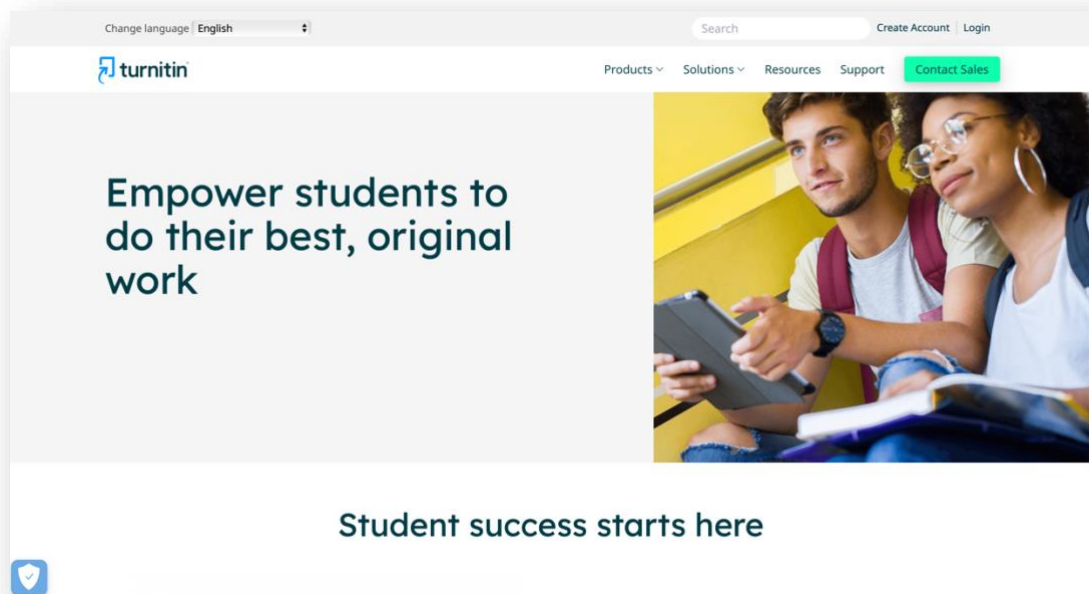 Change language English
Search
Create Account Login
turnitin
Products Solutions Resources Support Contact Sales
Empower students to
do their best, original
work
Student success starts here